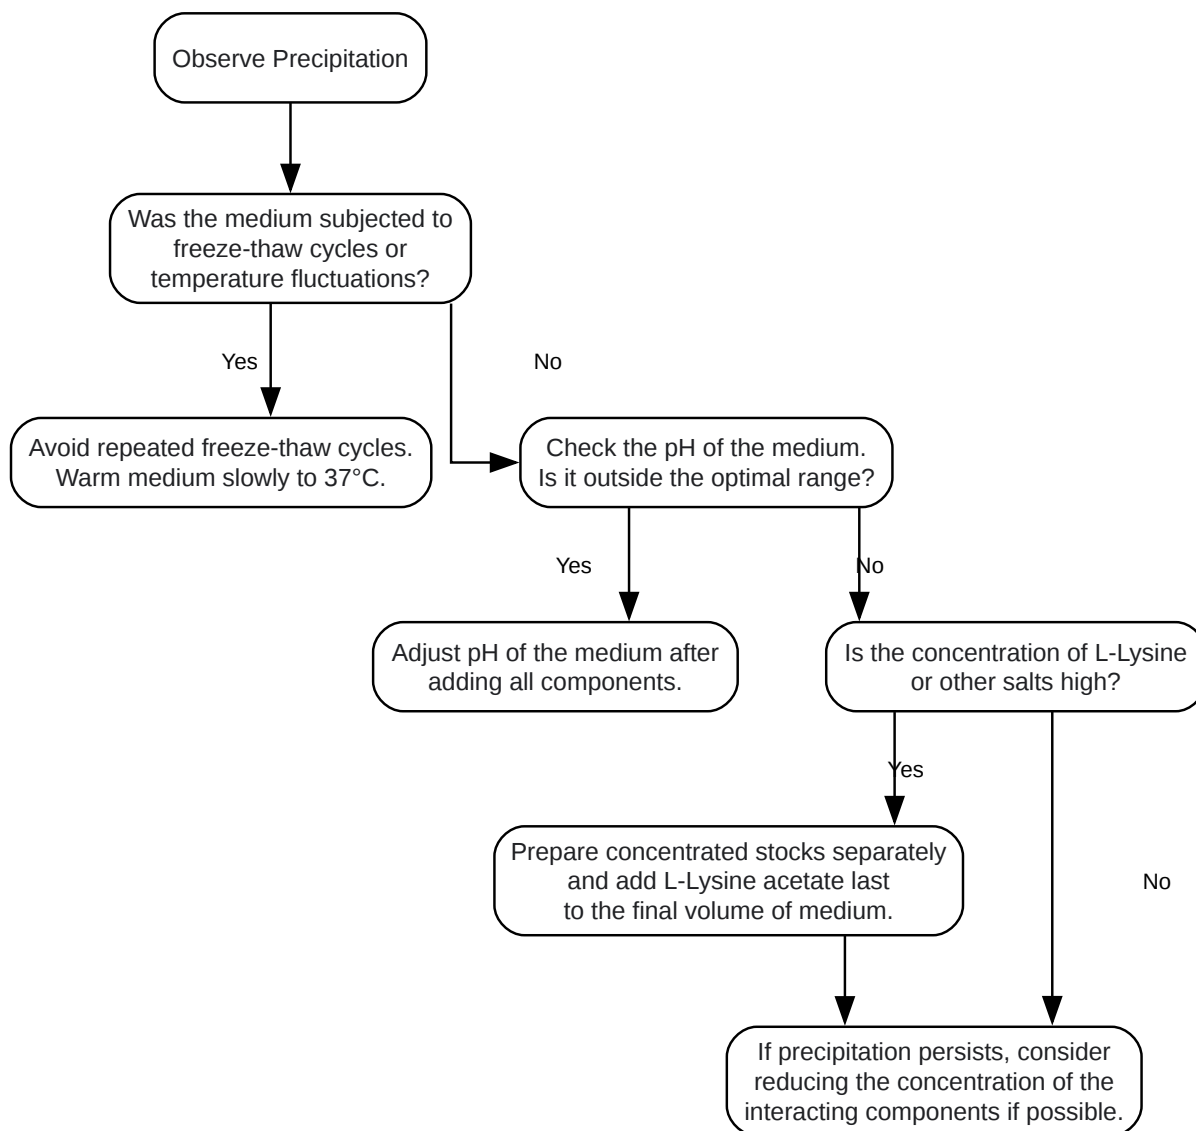 Observe Precipitation
Was the medium subjected to
freeze-thaw cycles or
temperature fluctuations?
Yes
No
Avoid repeated freeze-thaw cycles.
Warm medium slowly to 37°C.
Check the pH of the medium.
Is it outside the optimal range?
Yes
No
Adjust pH of the medium after
adding all components.
Is the concentration of L-Lysine
or other salts high?
Yes
No
Prepare concentrated stocks separately
and add L-Lysine acetate last
to the final volume of medium.
If precipitation persists, consider
reducing the concentration of the
interacting components if possible.